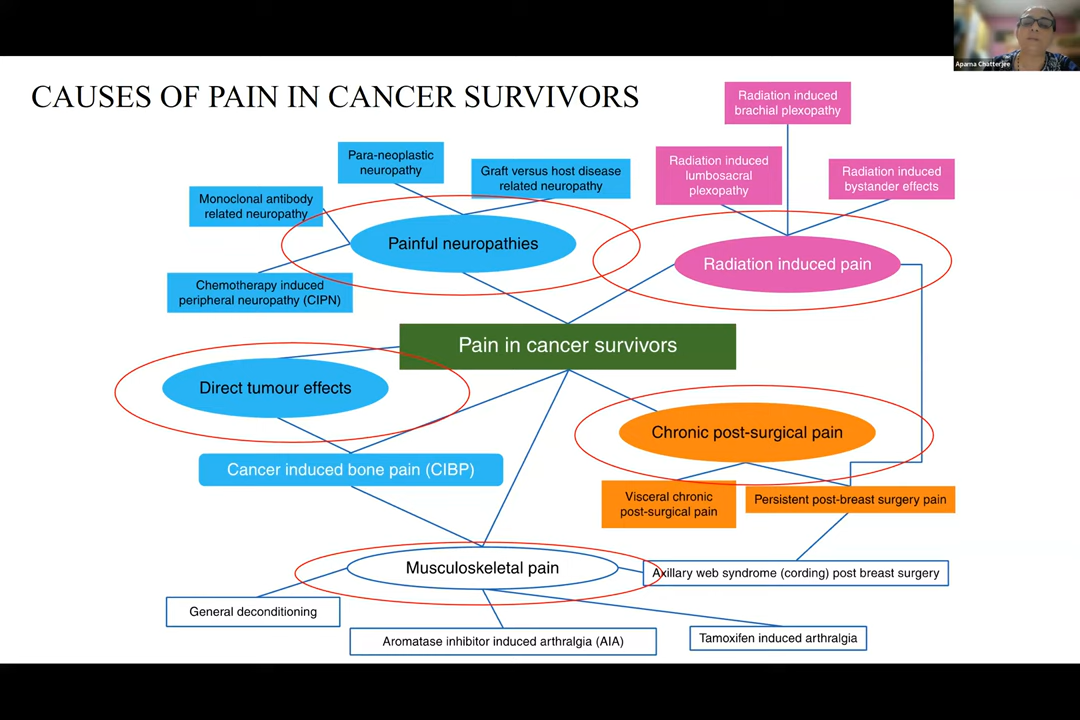 Aparna Chatterjee
CAUSES OF PAIN IN CANCER SURVIVORS
Radiation induced
brachial plexopathy
Para-neoplastic
neuropathy
Graft versus host disease
related neuropathy
Radiation induced
lumbosacral
plexopathy
Radiation induced
bystander effects
Monoclonal antibody
related neuropathy
Painful neuropathies
Radiation induced pain
Chemotherapy induced
peripheral neuropathy (CIPN)
Pain in cancer survivors
Direct tumour effects
Chronic post-surgical pain
Cancer induced bone pain (CIBP)
Visceral chronic
post-surgical pain
Persistent post-breast surgery pain
Musculoskeletal pain
Axillary web syndrome (cording) post breast surgery
General deconditioning
Aromatase inhibitor induced arthralgia (AIA)
Tamoxifen induced arthralgia